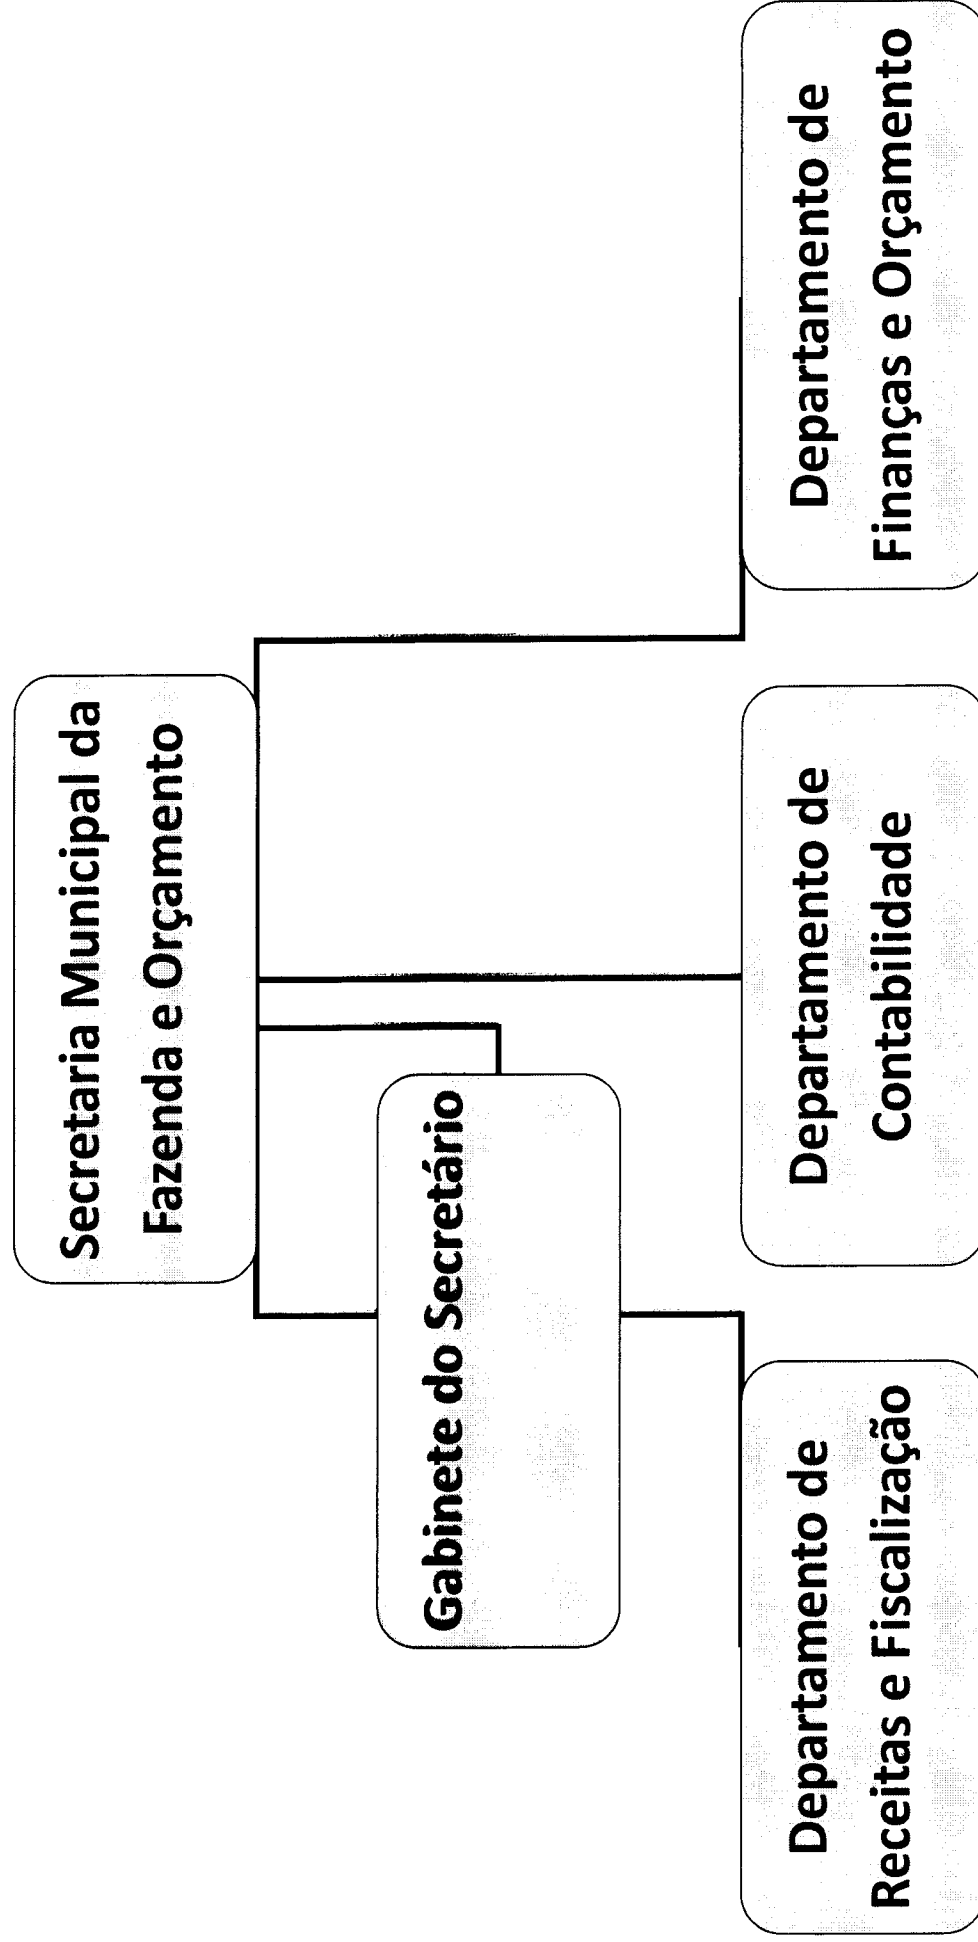 Secretaria Municipal da
Fazenda e Orçamento
Gabinete do Secretário
Departamento de
Receitas e Fiscalização
Departamento de
Contabilidade
Departamento de
Finanças e Orçamento